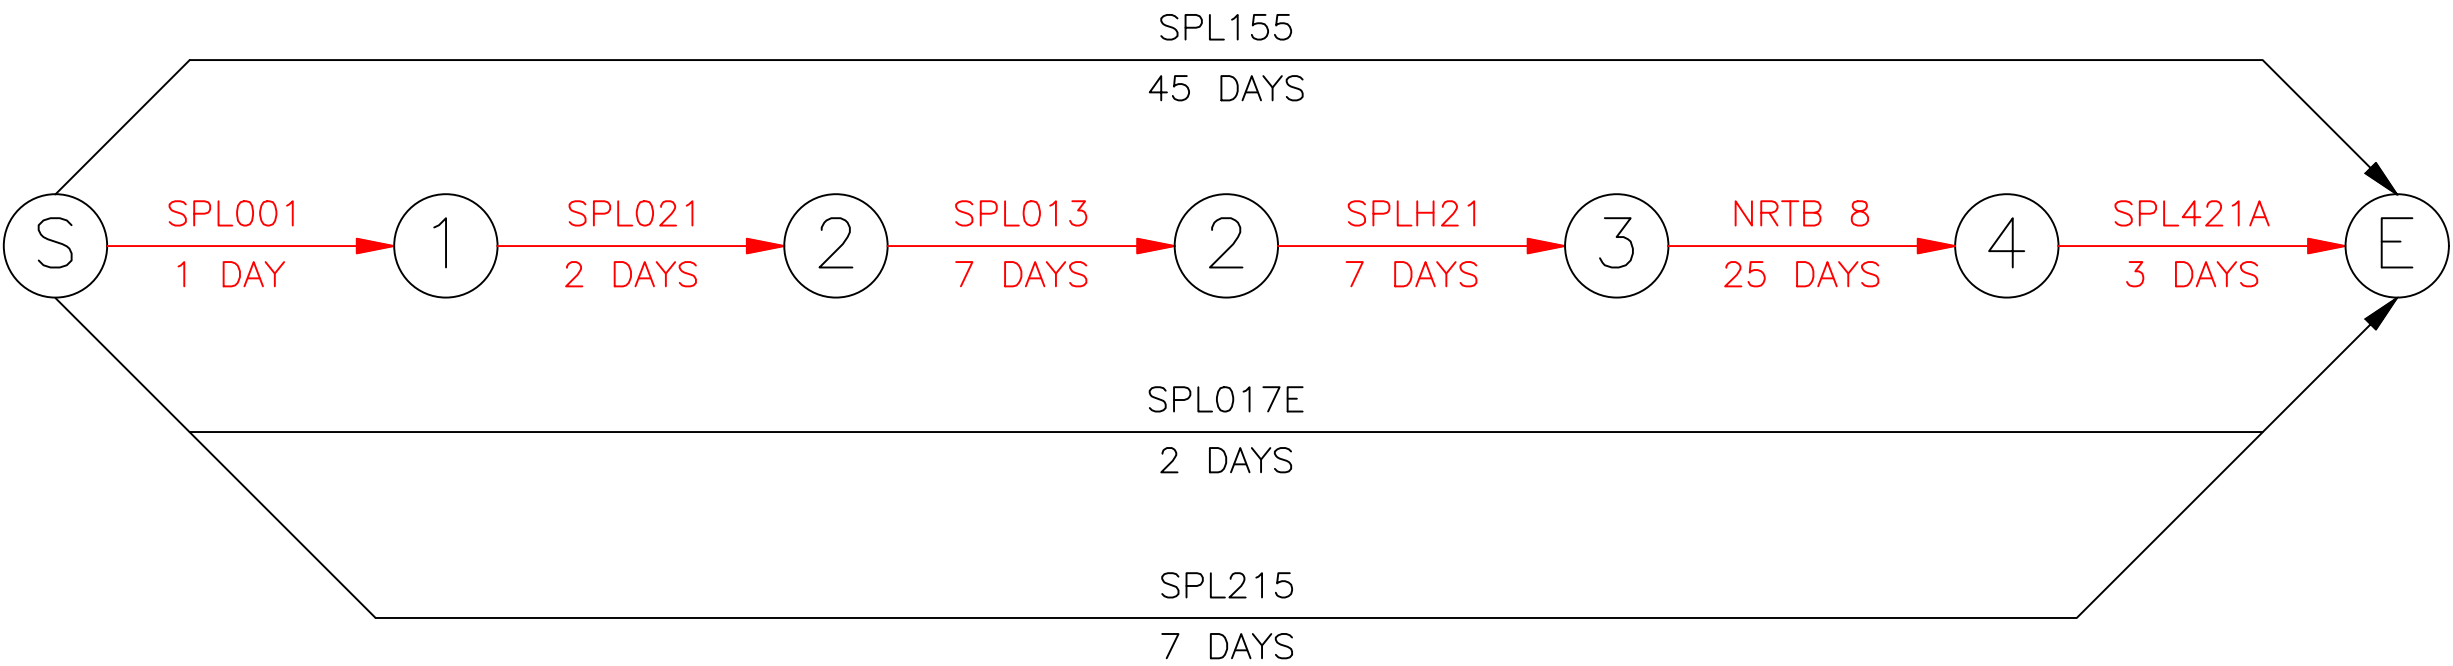 SPL155
45 DAYS
S
SPL001
1 DAY
1
SPL021
2 DAYS
2
SPL013
7 DAYS
2
SPLH21
7 DAYS
3
NRTB 8
25 DAYS
4
SPL421A
3 DAYS
E
SPL017E
2 DAYS
SPL215
7 DAYS